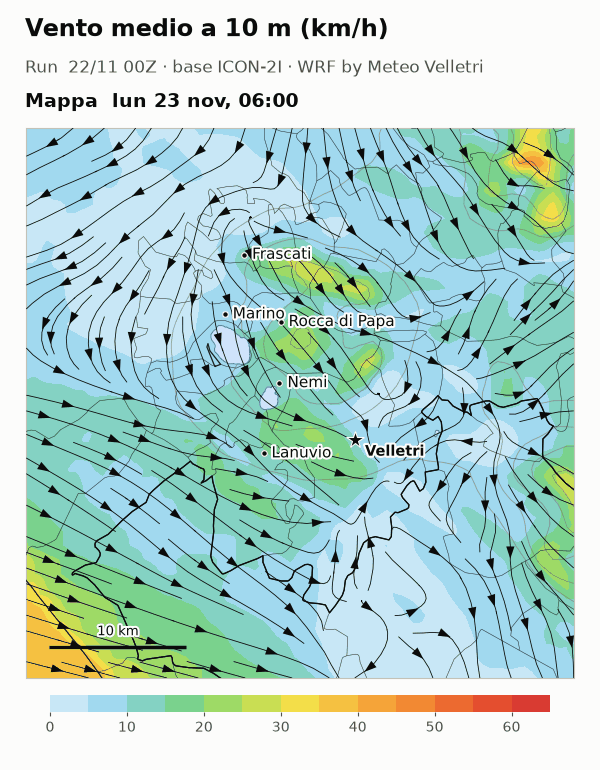 Vento medio a 10 m (km/h)
Run  22/11 00Z · base ICON-2I · WRF by Meteo Velletri
Mappa  lun 23 nov, 06:00
Frascati
Marino
Rocca di Papa
Nemi
Velletri
Lanuvio
10 km
0 10 20 30 40 50 60